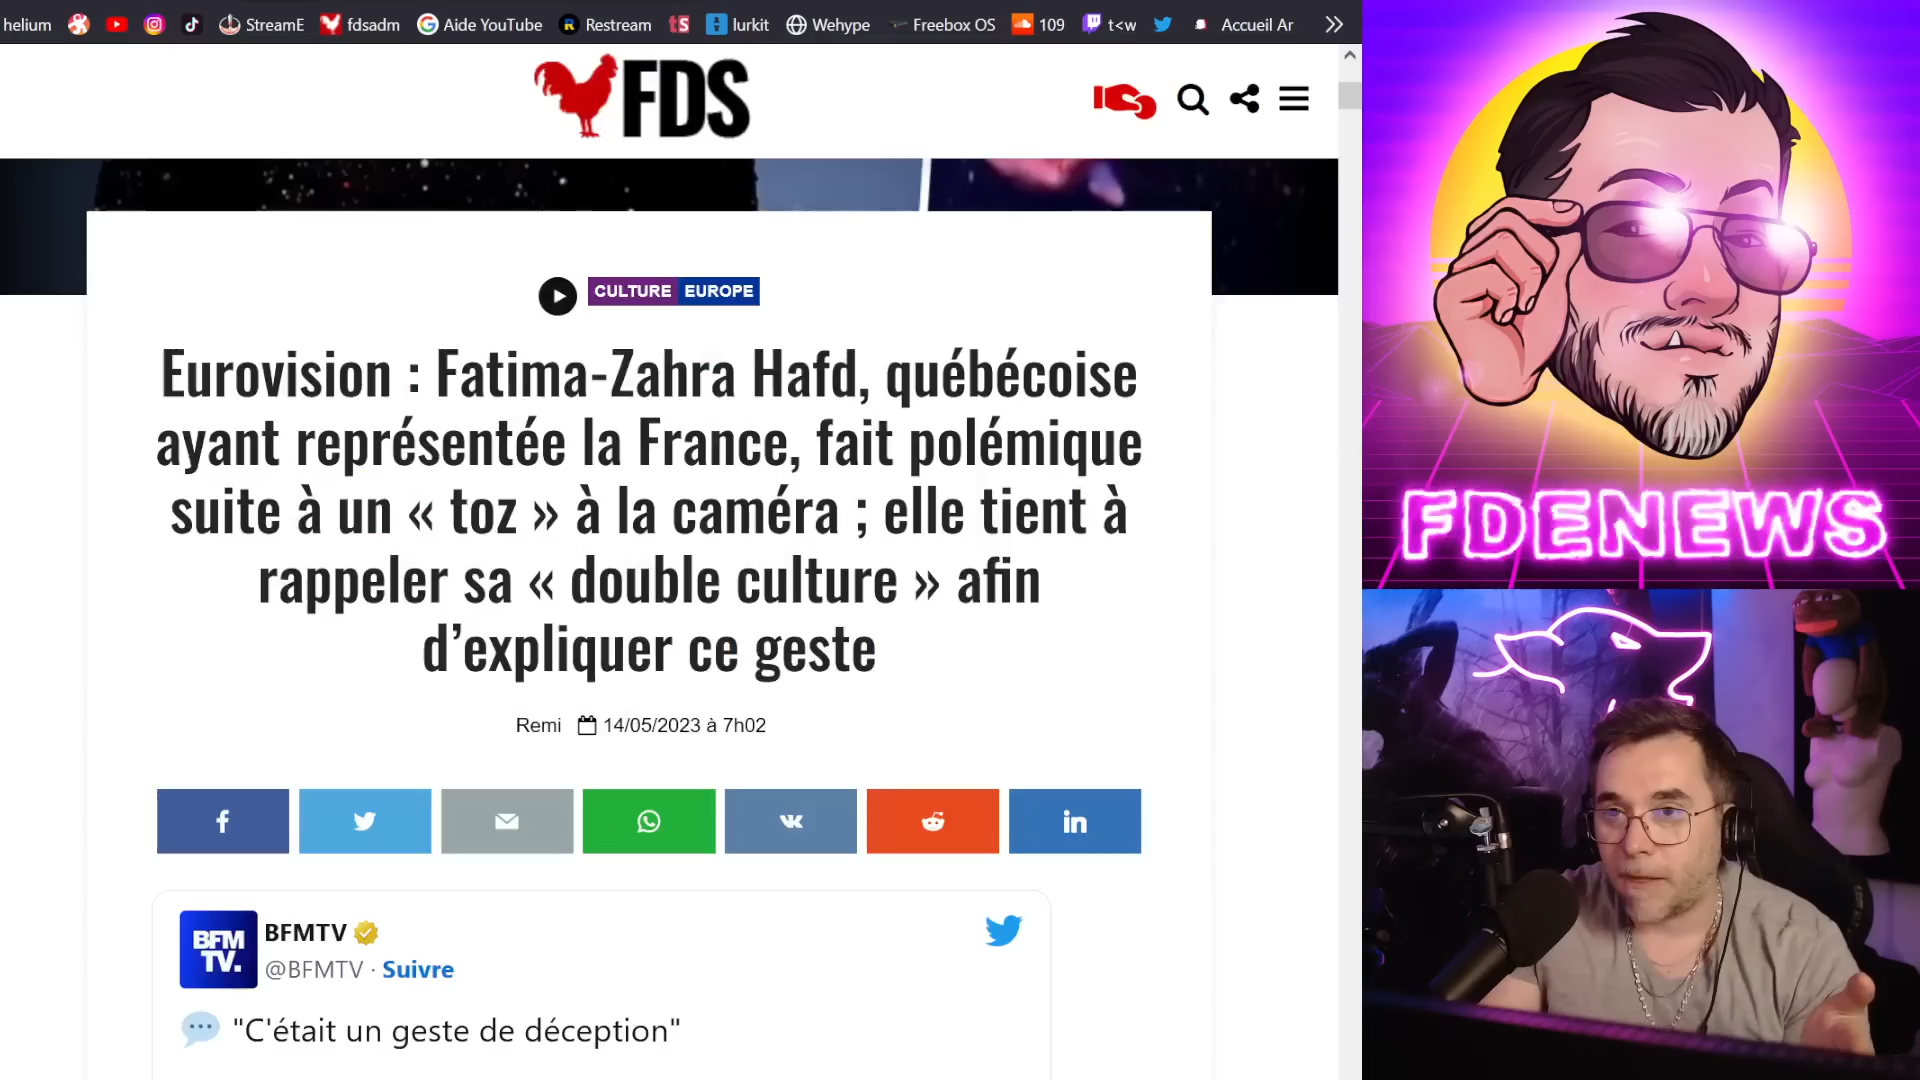 helium
StreamE
fdsadm
Aide YouTube
Restream
lurkit
Wehype
Freebox OS
109
t<w
Accueil Ar
FDS
CULTURE EUROPE
Eurovision : Fatima-Zahra Hafd, québécoise
ayant représentée la France, fait polémique
suite à un « toz » à la caméra ; elle tient à
rappeler sa « double culture » afin
d’expliquer ce geste
Remi 14/05/2023 à 7h02
BFM
TV.
BFMTV
@BFMTV · Suivre
"C'était un geste de déception"
FDENEWS